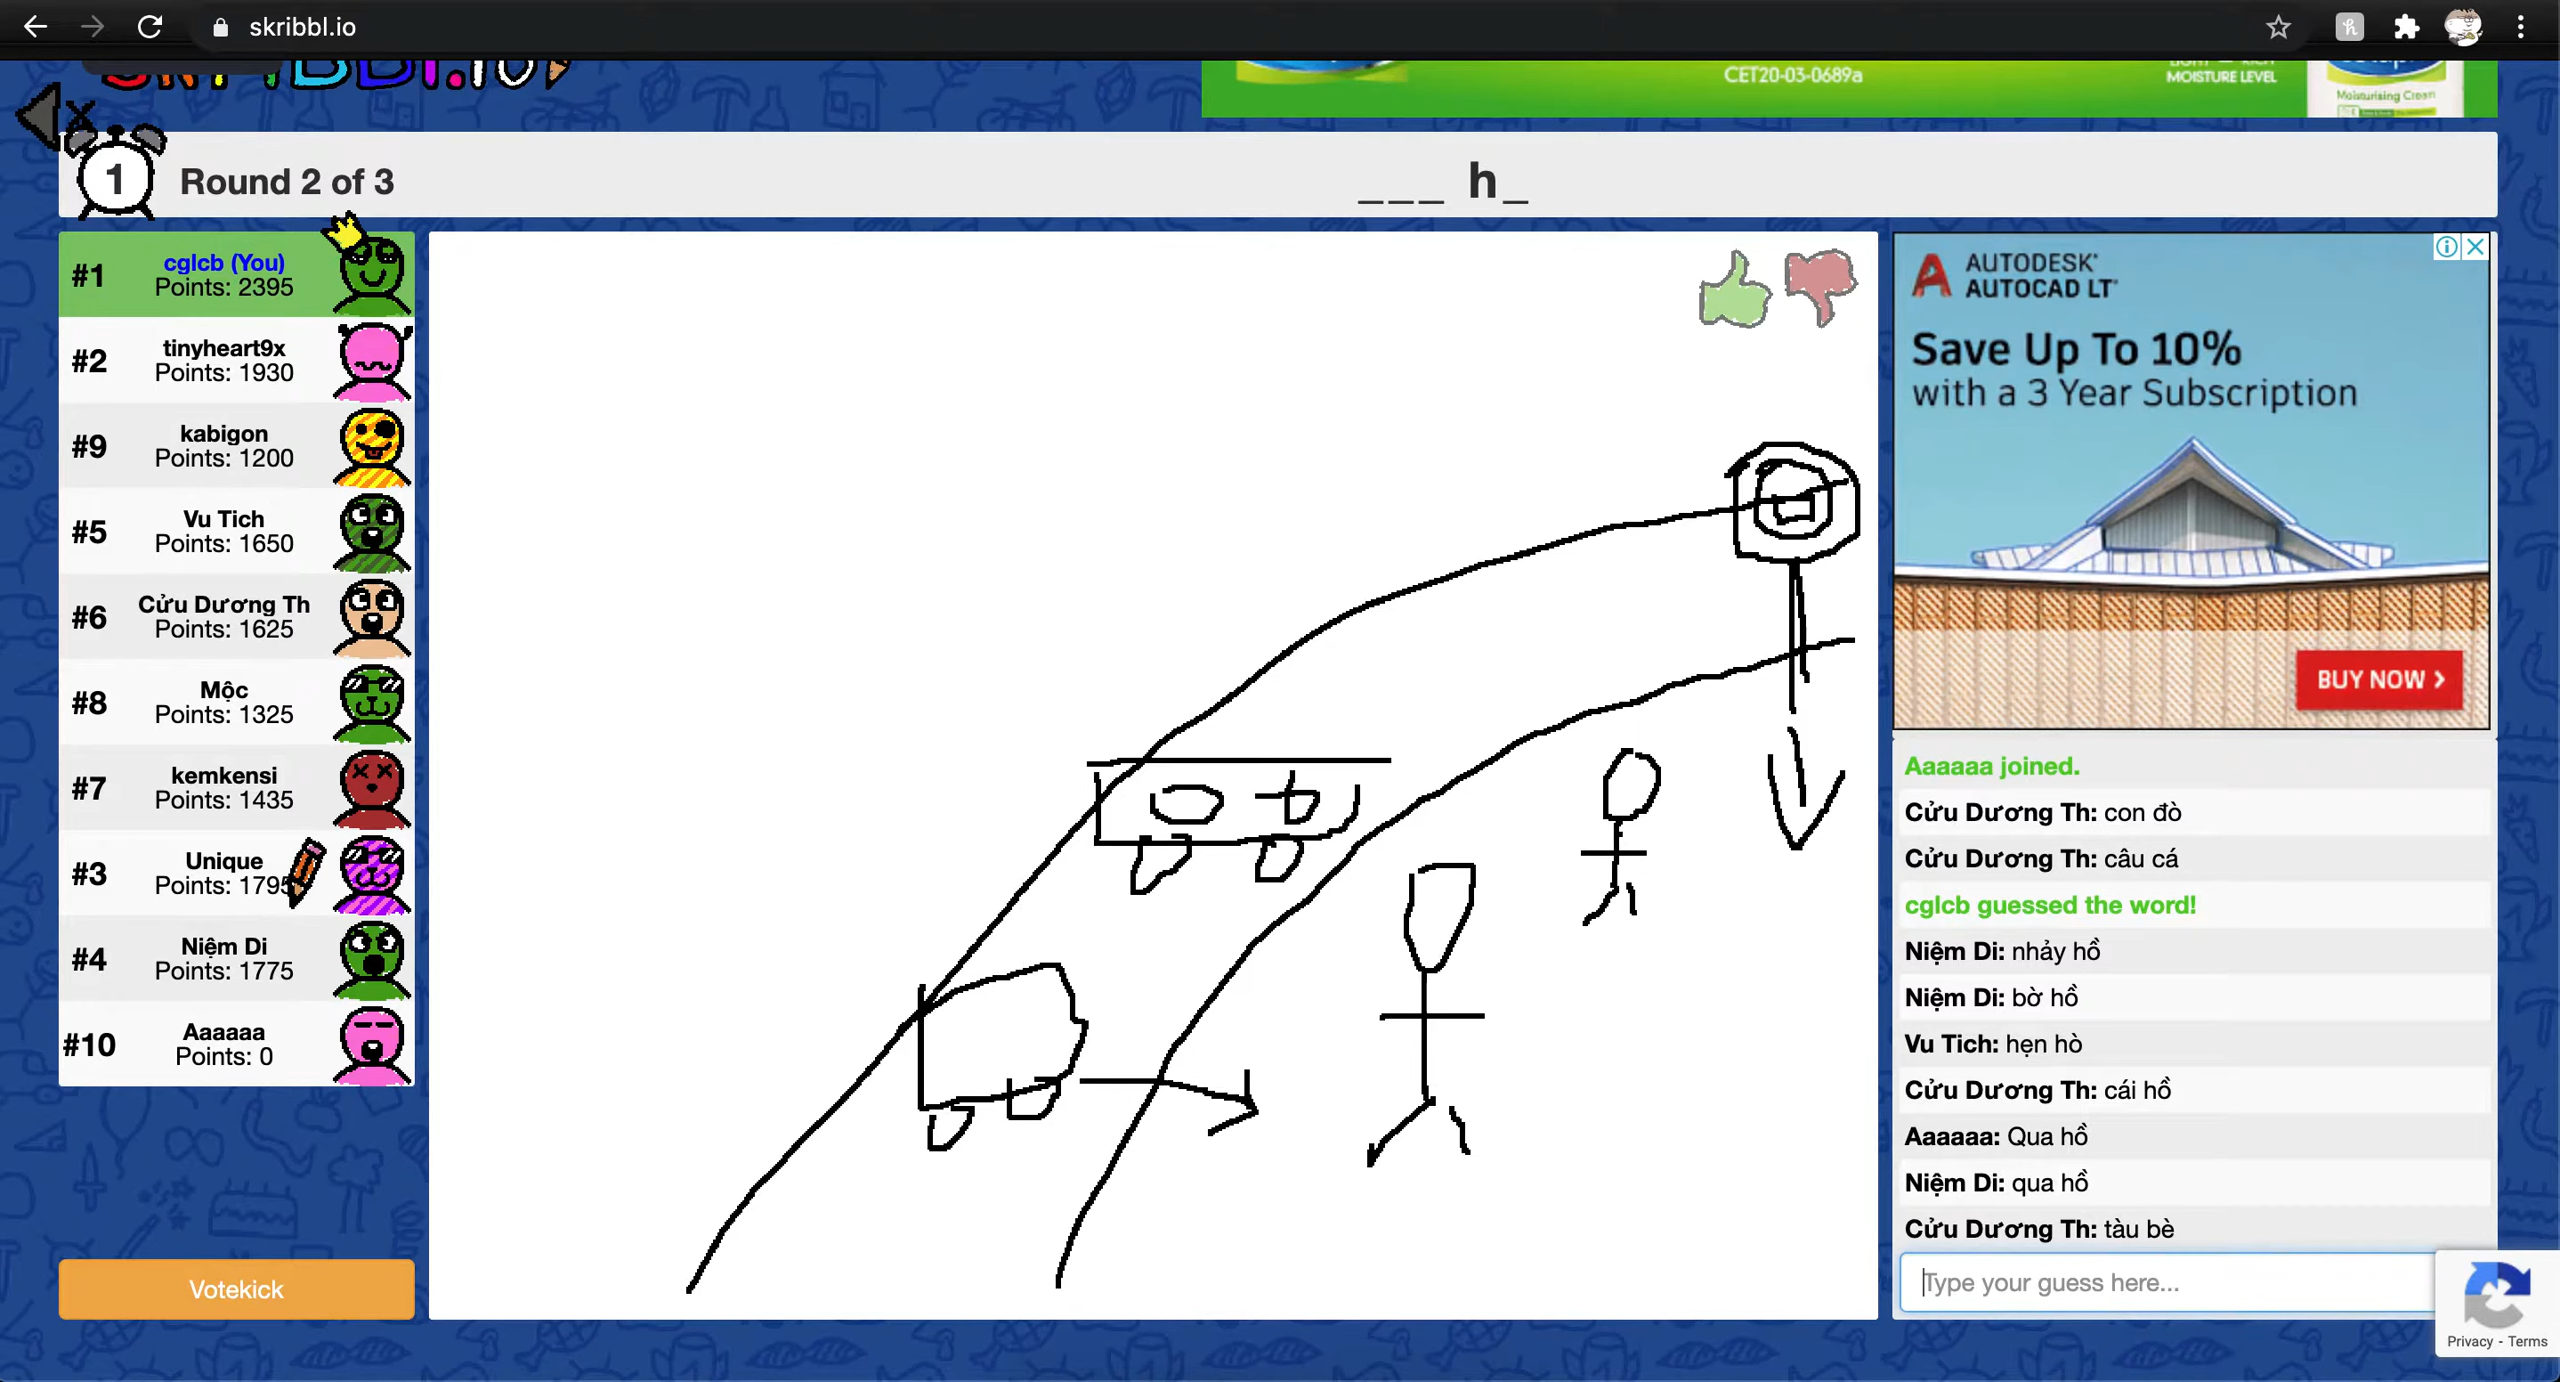 skribbl.io
CET20-03-0689a
MOISTURE LEVEL
Moisturising Cream
1
Round 2 of 3
___ h_
#1 cglcb (You)
Points: 2395
#2 tinyheart9x
Points: 1930
#9 kabigon
Points: 1200
#5 Vu Tich
Points: 1650
#6 Cửu Dương Th
Points: 1625
#8 Mộc
Points: 1325
#7 kemkensi
Points: 1435
#3 Unique
Points: 1795
#4 Niệm Di
Points: 1775
#10 Aaaaaa
Points: 0
Votekick
AUTODESK®
AUTOCAD LT®
Save Up To 10%
with a 3 Year Subscription
BUY NOW >
Aaaaaa joined.
Cửu Dương Th: con đò
Cửu Dương Th: câu cá
cglcb guessed the word!
Niệm Di: nhảy hồ
Niệm Di: bờ hồ
Vu Tich: hẹn hò
Cửu Dương Th: cái hồ
Aaaaaa: Qua hồ
Niệm Di: qua hồ
Cửu Dương Th: tàu bè
Type your guess here...
Privacy - Terms